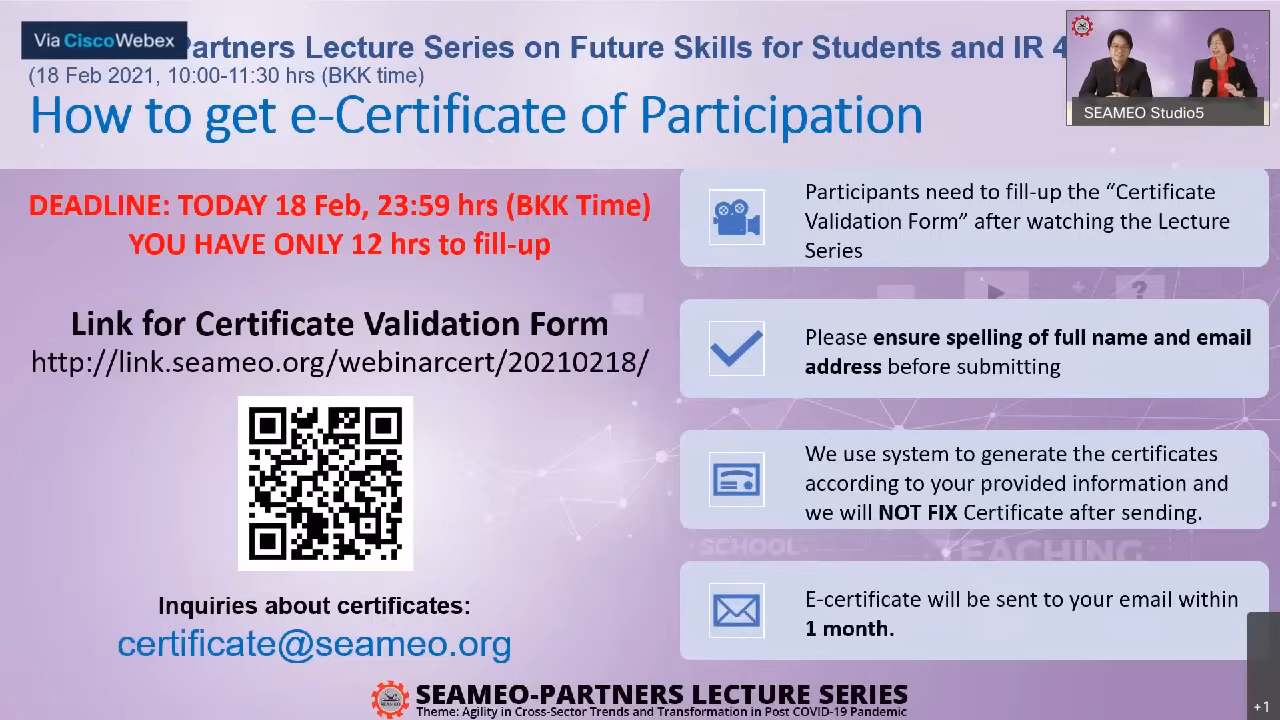 Via Cisco Webex
Partners Lecture Series on Future Skills for Students and IR 4
(18 Feb 2021, 10:00-11:30 hrs (BKK time)
How to get e-Certificate of Participation
SEAMEO Studio5
DEADLINE: TODAY 18 Feb, 23:59 hrs (BKK Time)
YOU HAVE ONLY 12 hrs to fill-up
Link for Certificate Validation Form
http://link.seameo.org/webinarcert/20210218/
Inquiries about certificates:
certificate@seameo.org
Participants need to fill-up the “Certificate
Validation Form” after watching the Lecture
Series
?
Please ensure spelling of full name and email
address before submitting
We use system to generate the certificates
according to your provided information and
we will NOT FIX Certificate after sending.
SCHOOL
TEACHING
E-certificate will be sent to your email within
1 month.
+1
SEAMEO-PARTNERS LECTURE SERIES
Theme: Agility in Cross-Sector Trends and Transformation in Post COVID-19 Pandemic